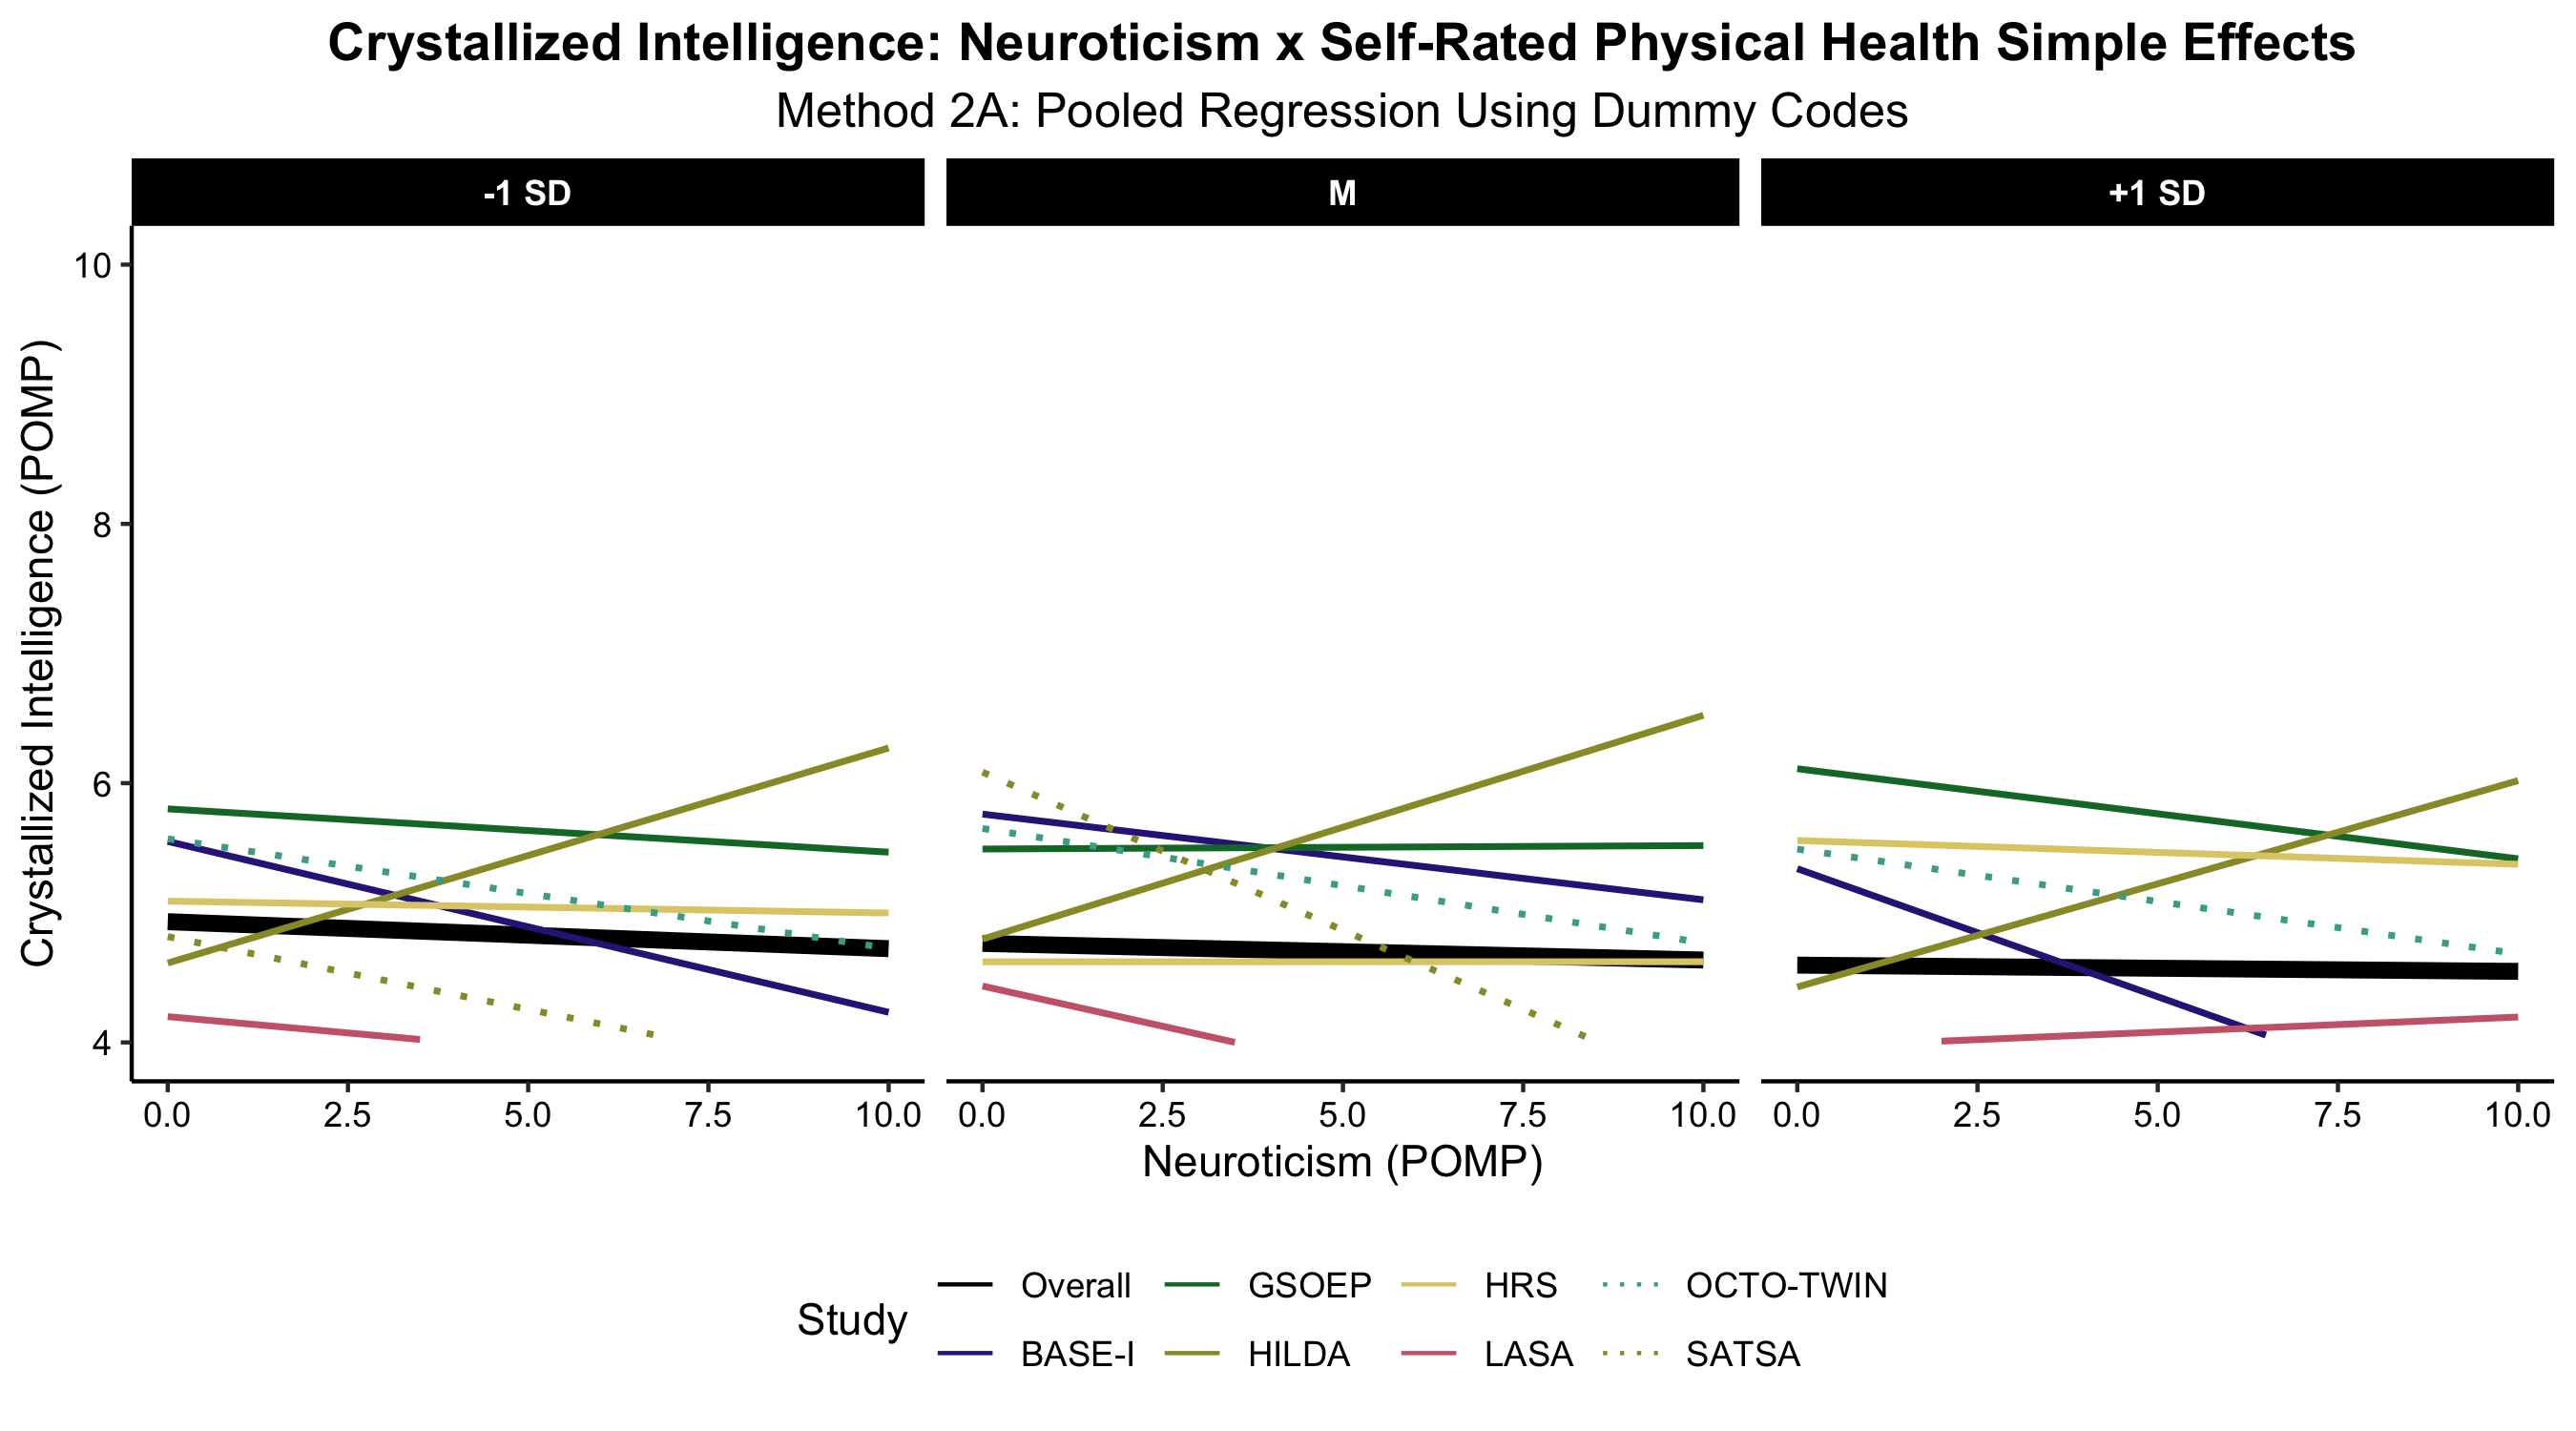 Crystallized Intelligence: Neuroticism x Self-Rated Physical Health Simple Effects
Method 2A: Pooled Regression Using Dummy Codes
-1 SD
M
+1 SD
Crystallized Intelligence (POMP)
10
8
6
4
0.0 2.5 5.0 7.5 10.0
0.0 2.5 5.0 7.5 10.0
0.0 2.5 5.0 7.5 10.0
Neuroticism (POMP)
Study
Overall GSOEP HRS OCTO-TWIN
BASE-I HILDA LASA SATSA